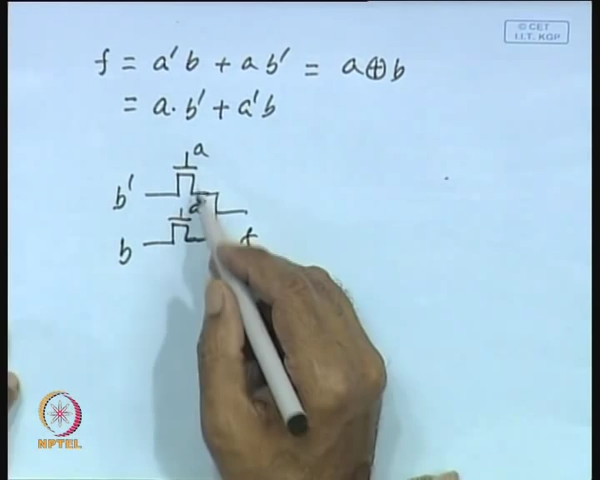 © CET
I.I.T. KGP
f = a'b + ab' = a⊕b
= a.b' + a'b
a
b'
b
f
NPTEL